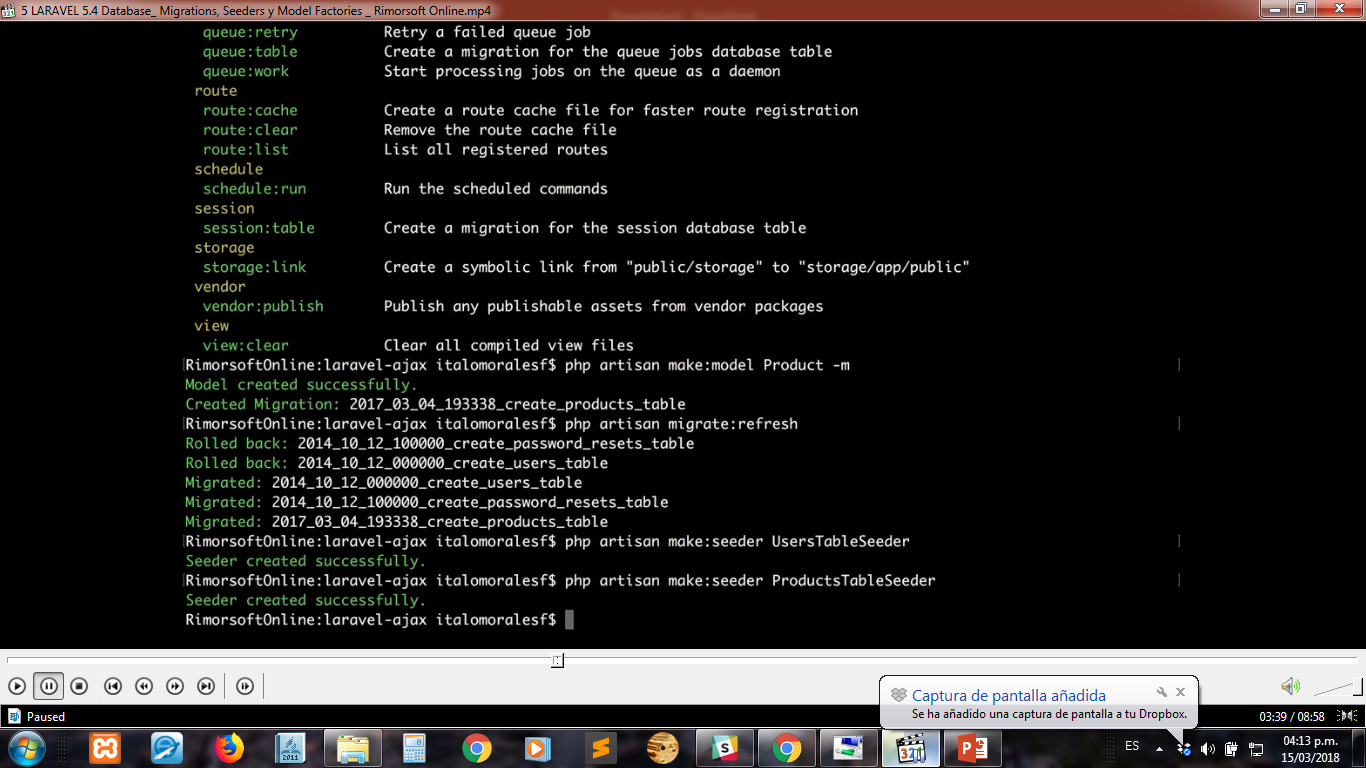 5 LARAVEL 5.4 Database_ Migrations, Seeders y Model Factories _ Rimorsoft Online.mp4
queue:retry Retry a failed queue job
queue:table Create a migration for the queue jobs database table
queue:work Start processing jobs on the queue as a daemon
route
route:cache Create a route cache file for faster route registration
route:clear Remove the route cache file
route:list List all registered routes
schedule
schedule:run Run the scheduled commands
session
session:table Create a migration for the session database table
storage
storage:link Create a symbolic link from "public/storage" to "storage/app/public"
vendor
vendor:publish Publish any publishable assets from vendor packages
view
view:clear Clear all compiled view files
[RimorsoftOnline:laravel-ajax italomoralesf$ php artisan make:model Product -m ]
Model created successfully.
Created Migration: 2017_03_04_193338_create_products_table
[RimorsoftOnline:laravel-ajax italomoralesf$ php artisan migrate:refresh ]
Rolled back: 2014_10_12_100000_create_password_resets_table
Rolled back: 2014_10_12_000000_create_users_table
Migrated: 2014_10_12_000000_create_users_table
Migrated: 2014_10_12_100000_create_password_resets_table
Migrated: 2017_03_04_193338_create_products_table
[RimorsoftOnline:laravel-ajax italomoralesf$ php artisan make:seeder UsersTableSeeder ]
Seeder created successfully.
[RimorsoftOnline:laravel-ajax italomoralesf$ php artisan make:seeder ProductsTableSeeder ]
Seeder created successfully.
RimorsoftOnline:laravel-ajax italomoralesf$
Captura de pantalla añadida
Se ha añadido una captura de pantalla a tu Dropbox.
Paused
03:39 / 08:58
ES
04:13 p.m.
15/03/2018
2011
321